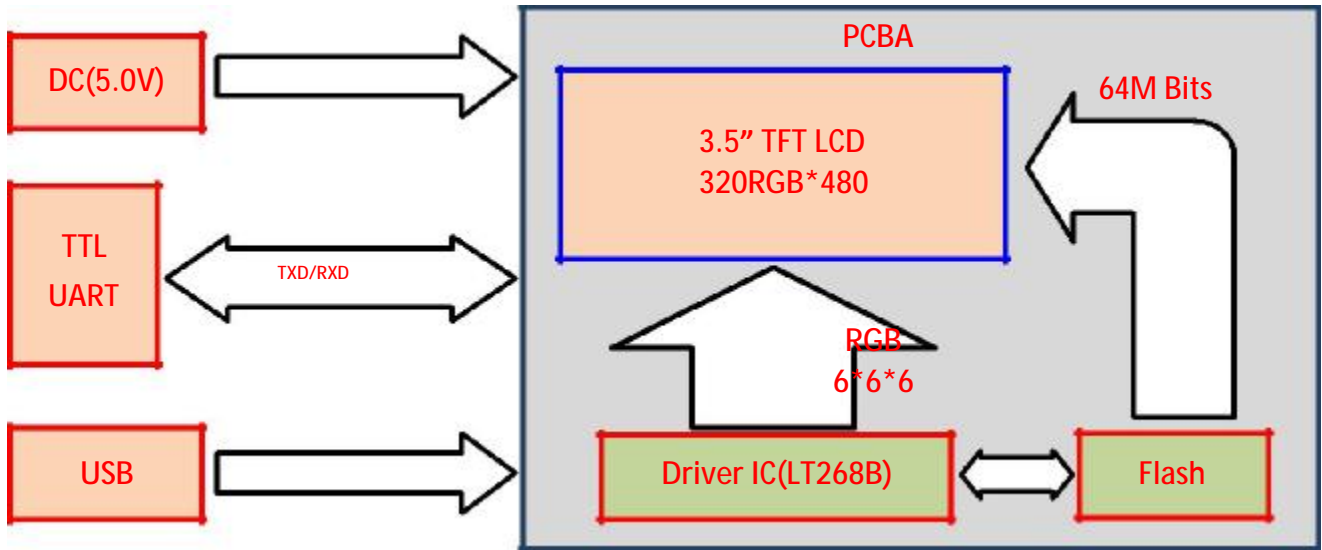 PCBA
DC(5.0V)
64M Bits
3.5” TFT LCD
320RGB*480
TTL
UART
TXD/RXD
RGB
6*6*6
USB
Driver IC(LT268B)
Flash